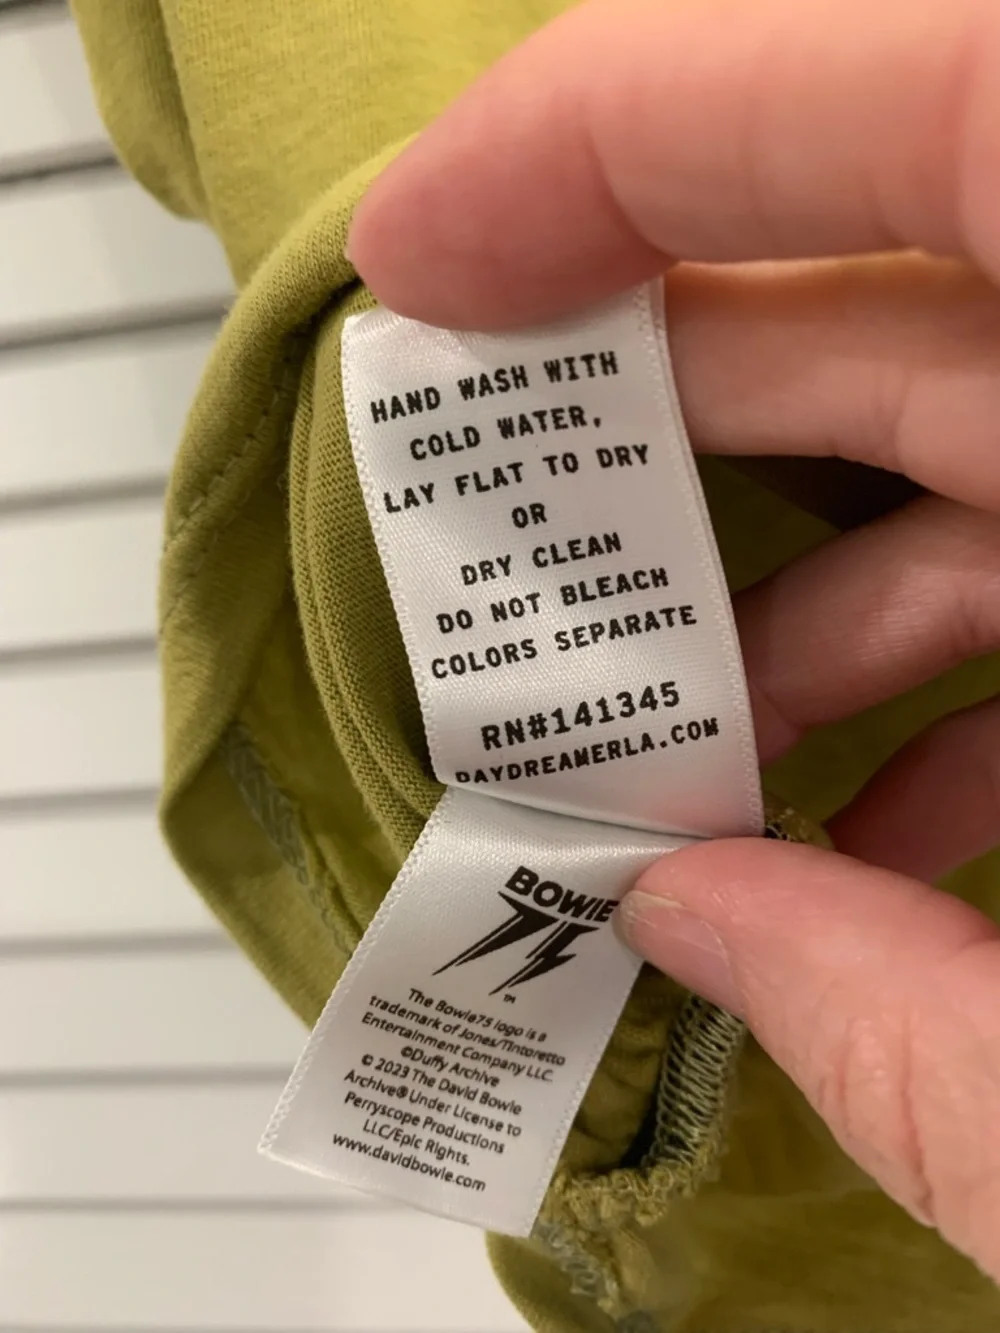 HAND WASH WITH
COLD WATER,
LAY FLAT TO DRY
OR
DRY CLEAN
DO NOT BLEACH
COLORS SEPARATE
RN#141345
DAYDREAMERLA.COM
BOWIE
75
TM
The Bowie75 logo is a
trademark of Jones/Tintoretto
Entertainment Company LLC.
©Duffy Archive
© 2023 The David Bowie
Archive® Under License to
Perryscope Productions
LLC/Epic Rights.
www.davidbowie.com